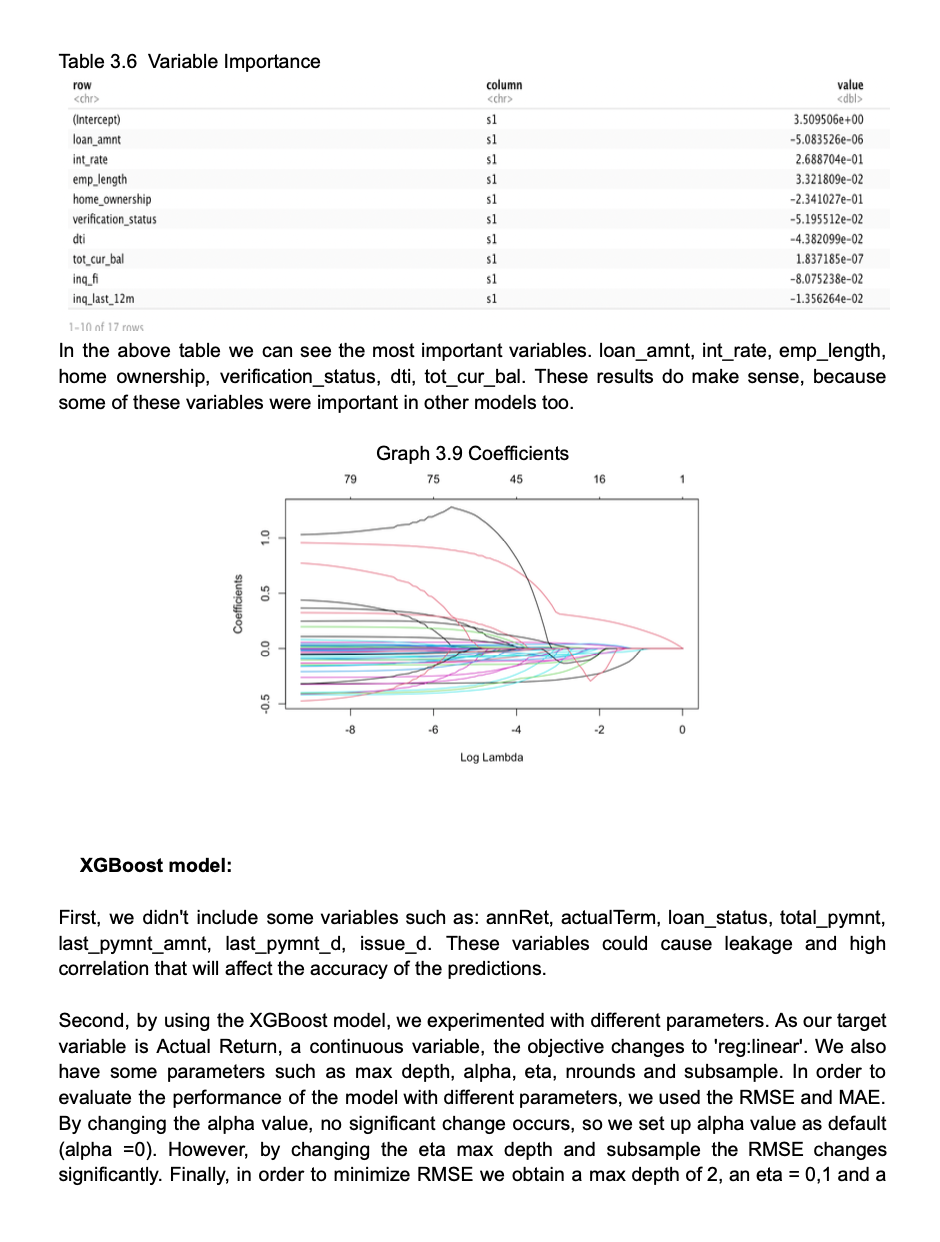 Table 3.6 Variable Importance
row column value
<chr> <chr> <dbl>
(Intercept) s1 3.509506e+00
loan_amnt s1 -5.083526e-06
int_rate s1 2.688704e-01
emp_length s1 3.321809e-02
home_ownership s1 -2.341027e-01
verification_status s1 -5.195512e-02
dti s1 -4.382099e-02
tot_cur_bal s1 1.837185e-07
inq_fi s1 -8.075238e-02
inq_last_12m s1 -1.356264e-02
1-10 of 17 rows
In the above table we can see the most important variables. loan_amnt, int_rate, emp_length,
home ownership, verification_status, dti, tot_cur_bal. These results do make sense, because
some of these variables were important in other models too.
Graph 3.9 Coefficients
79 75 45 16 1
1.0
0.5
0.0
-0.5
Coefficients
-8 -6 -4 -2 0
Log Lambda
XGBoost model:
First, we didn't include some variables such as: annRet, actualTerm, loan_status, total_pymnt,
last_pymnt_amnt, last_pymnt_d, issue_d. These variables could cause leakage and high
correlation that will affect the accuracy of the predictions.
Second, by using the XGBoost model, we experimented with different parameters. As our target
variable is Actual Return, a continuous variable, the objective changes to 'reg:linear'. We also
have some parameters such as max depth, alpha, eta, nrounds and subsample. In order to
evaluate the performance of the model with different parameters, we used the RMSE and MAE.
By changing the alpha value, no significant change occurs, so we set up alpha value as default
(alpha =0). However, by changing the eta max depth and subsample the RMSE changes
significantly. Finally, in order to minimize RMSE we obtain a max depth of 2, an eta = 0,1 and a